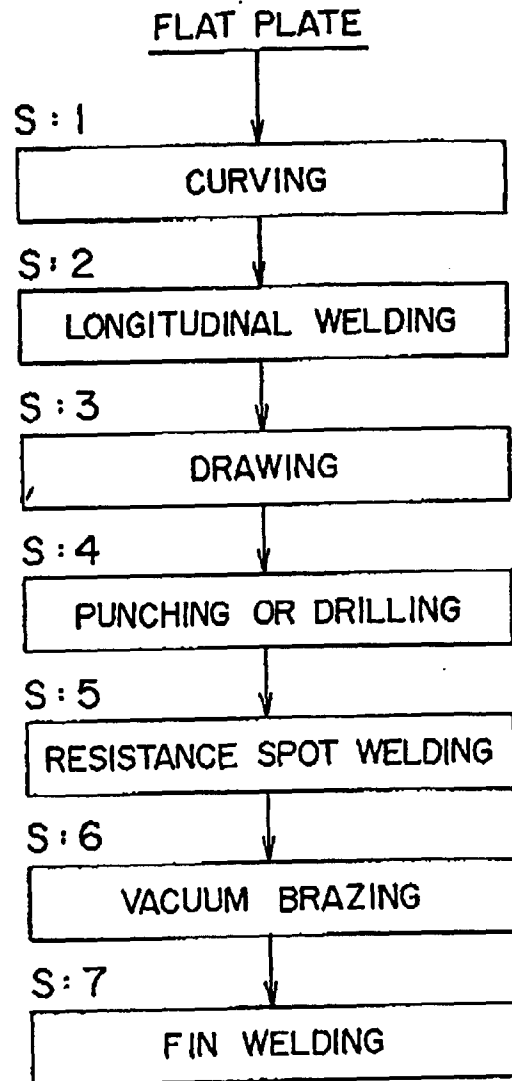 FLAT PLATE
S:1
CURVING
S:2
LONGITUDINAL WELDING
S:3
DRAWING
S:4
PUNCHING OR DRILLING
S:5
RESISTANCE SPOT WELDING
S:6
VACUUM BRAZING
S:7
FIN WELDING